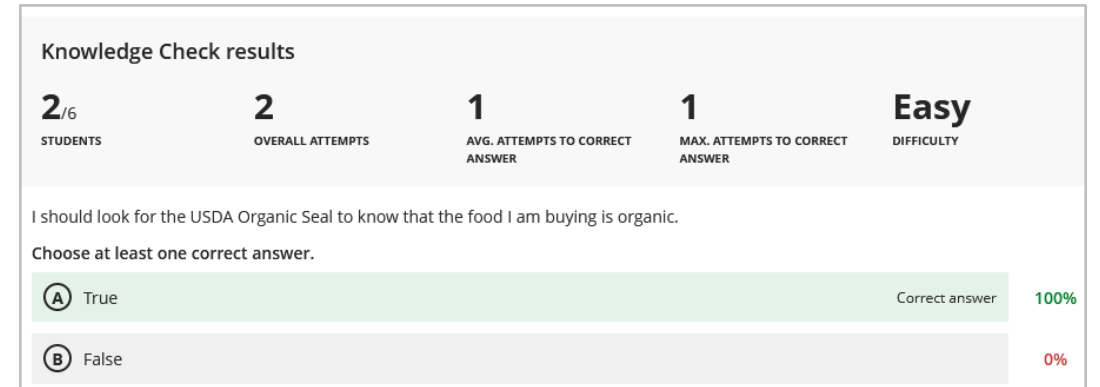 Knowledge Check results
2/6 2 1 1 Easy
STUDENTS OVERALL ATTEMPTS AVG. ATTEMPTS TO CORRECT MAX. ATTEMPTS TO CORRECT DIFFICULTY
ANSWER ANSWER
I should look for the USDA Organic Seal to know that the food I am buying is organic.
Choose at least one correct answer.
A True Correct answer 100%
B False 0%